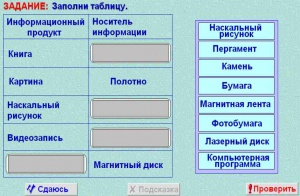 ЗАДАНИЕ: Заполни таблицу.
Информационный продукт
Носитель информации
Книга
Картина
Полотно
Наскальный рисунок
Видеозапись
Магнитный диск
Наскальный рисунок
Пергамент
Камень
Бумага
Магнитная лента
Фотобумага
Лазерный диск
Компьютерная программа
Сдаюсь
Подсказка
Проверить